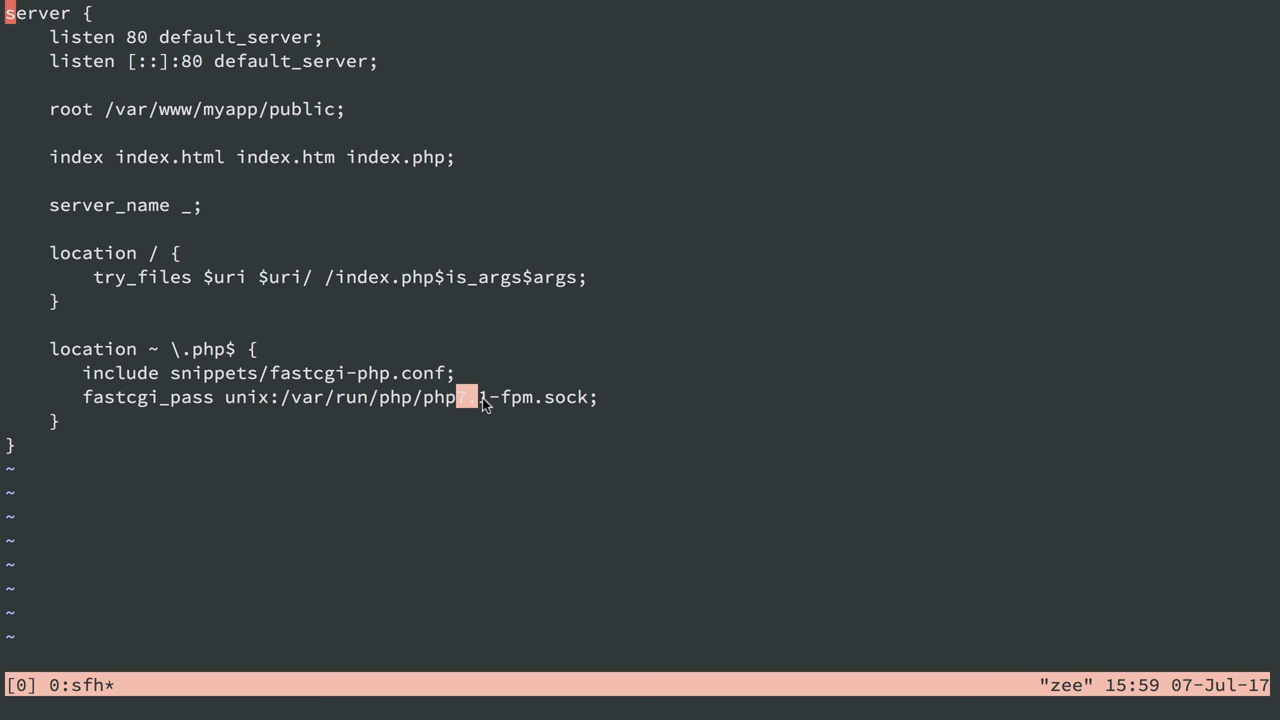 server {
    listen 80 default_server;
    listen [::]:80 default_server;

    root /var/www/myapp/public;

    index index.html index.htm index.php;

    server_name _;

    location / {
        try_files $uri $uri/ /index.php$is_args$args;
    }

    location ~ \.php$ {
       include snippets/fastcgi-php.conf;
       fastcgi_pass unix:/var/run/php/php7.1-fpm.sock;
    }
}
~
~
~
~
~
~
~
~
[0] 0:sfh* "zee" 15:59 07-Jul-17